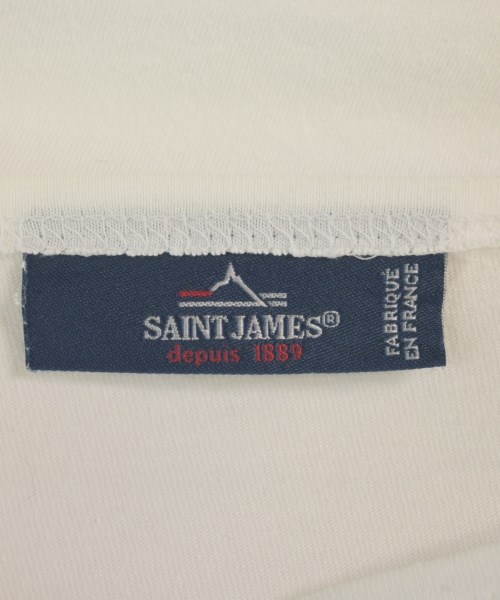 SAINT JAMES®
depuis 1889
FABRIQUÉ
EN FRANCE